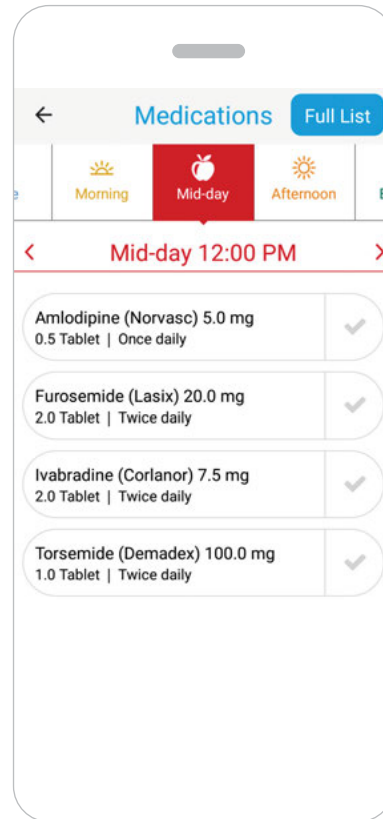 Medications
Full List
e
Morning
Mid-day
Afternoon
E
Mid-day 12:00 PM
Amlodipine (Norvasc) 5.0 mg
0.5 Tablet | Once daily
Furosemide (Lasix) 20.0 mg
2.0 Tablet | Twice daily
Ivabradine (Corlanor) 7.5 mg
2.0 Tablet | Twice daily
Torsemide (Demadex) 100.0 mg
1.0 Tablet | Twice daily